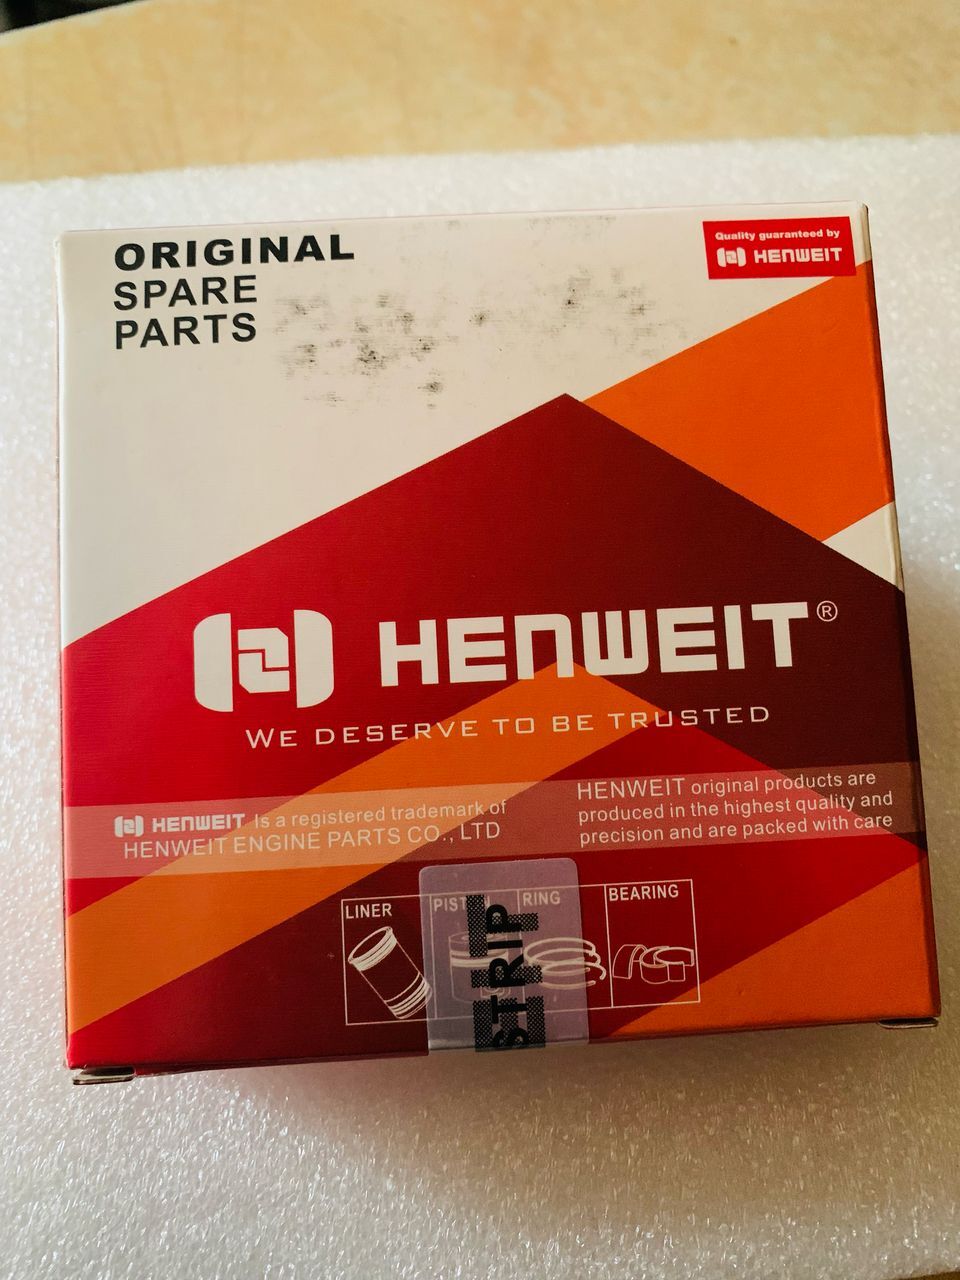 ORIGINAL
SPARE
PARTS
Quality guaranteed by
HENWEIT
HENWEIT®
WE DESERVE TO BE TRUSTED
HENWEIT Is a registered trademark of
HENWEIT ENGINE PARTS CO., LTD
HENWEIT original products are
produced in the highest quality and
precision and are packed with care
LINER
PISTON
RING
BEARING
STRIP